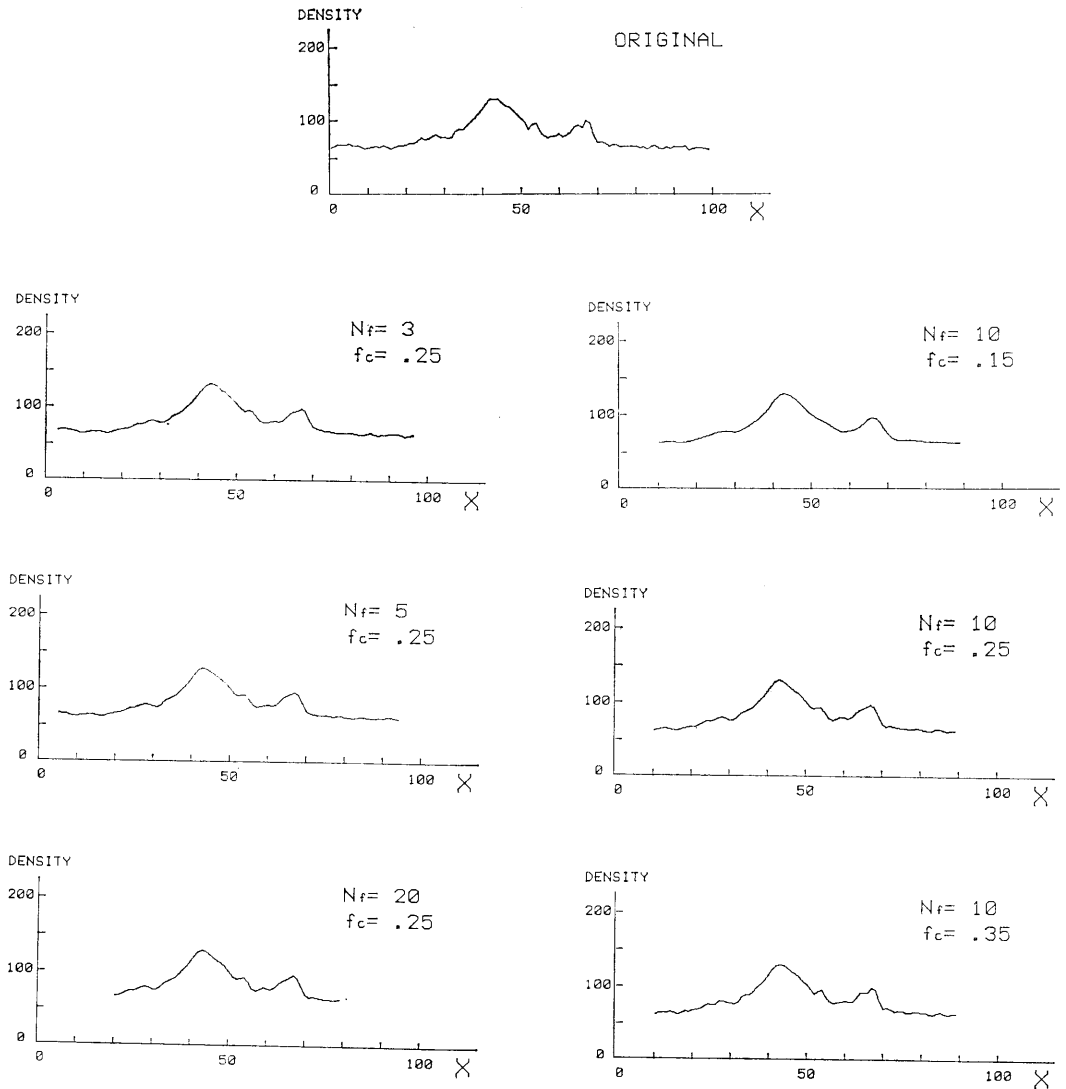 DENSITY
ORIGINAL
200
100
0
0 50 100 X
DENSITY
200
Nf= 3
fc= .25
100
0
0 50 100 X
DENSITY
200
Nf= 10
fc= .15
100
0
0 50 100 X
DENSITY
200
Nf= 5
fc= .25
100
0
0 50 100 X
DENSITY
200
Nf= 10
fc= .25
100
0
0 50 100 X
DENSITY
200
Nf= 20
fc= .25
100
0
0 50 100 X
DENSITY
200
Nf= 10
fc= .35
100
0
0 50 100 X